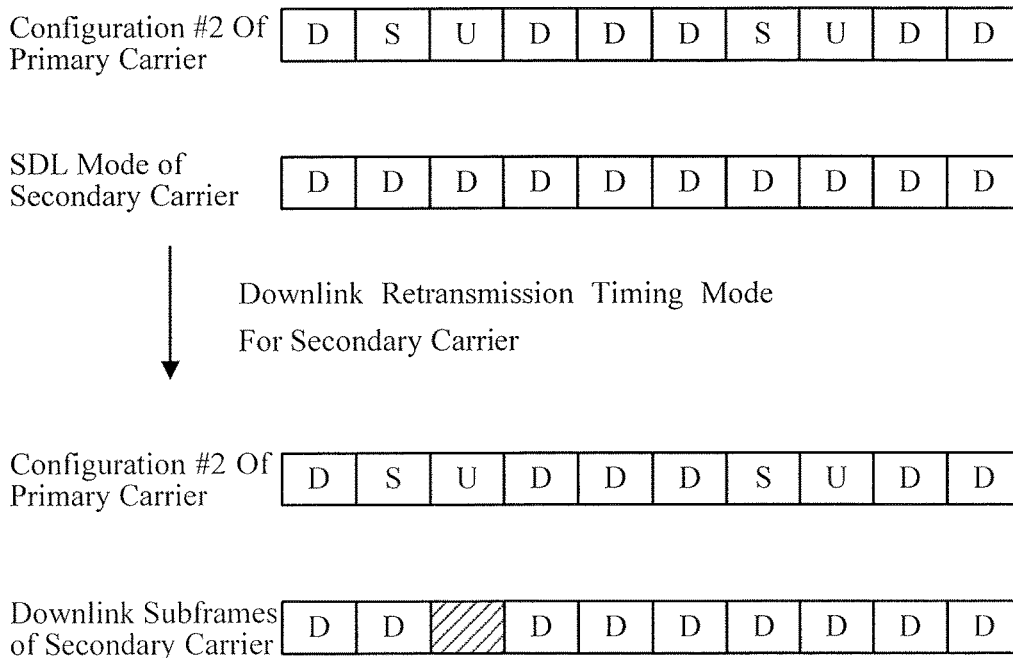 Configuration #2 Of
Primary Carrier
D S U D D D S U D D
SDL Mode of
Secondary Carrier
D D D D D D D D D D
Downlink Retransmission Timing Mode
For Secondary Carrier
Configuration #2 Of
Primary Carrier
D S U D D D S U D D
Downlink Subframes
of Secondary Carrier
D D D D D D D D D